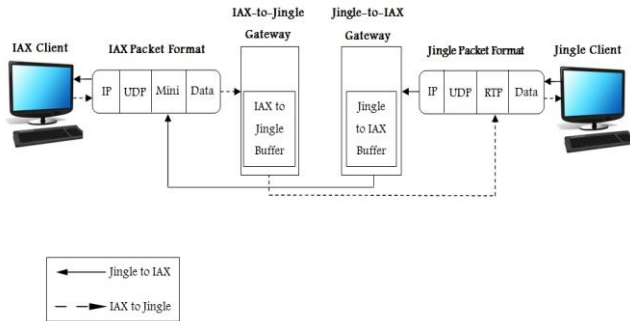 IAX-to-Jingle
Gateway
Jingle-to-IAX
Gateway
IAX Client
IAX Packet Format
Jingle Packet Format
Jingle Client
IP
UDP
Mini
Data
IAX to
Jingle
Buffer
Jingle
to IAX
Buffer
IP
UDP
RTP
Data
Jingle to IAX
IAX to Jingle